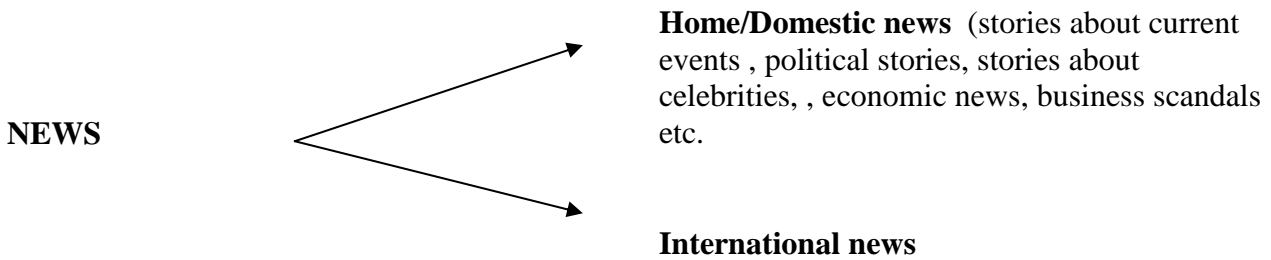 Home/Domestic news  (stories about current
events , political stories, stories about
celebrities, , economic news, business scandals
etc.
NEWS
International news